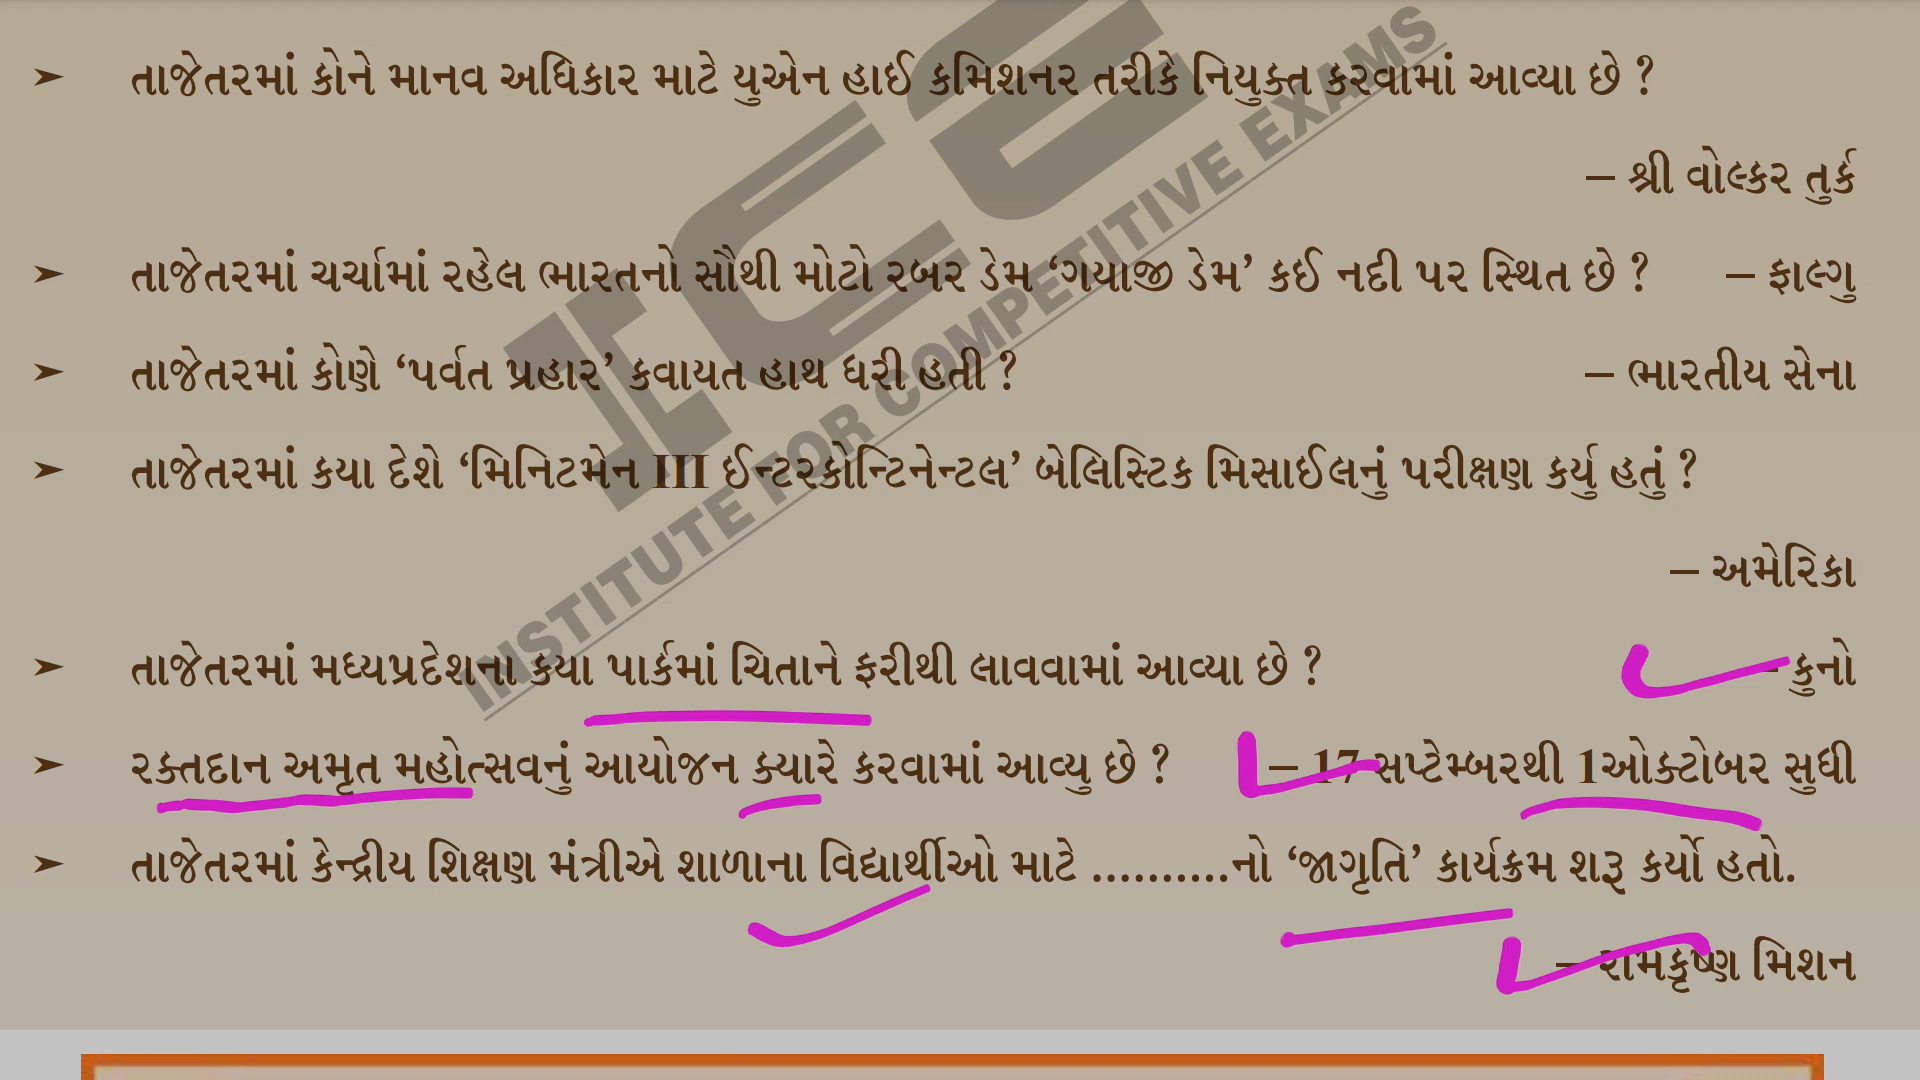 ➢ તાજેતરમાં કોને માનવ અધિકાર માટે યુએન હાઈ કમિશનર તરીકે નિયુક્ત કરવામાં આવ્યા છે ?
– શ્રી વોલ્કર તુર્ક
➢ તાજેતરમાં ચર્ચામાં રહેલ ભારતનો સૌથી મોટો રબર ડેમ ‘ગયાજી ડેમ’ કઈ નદી પર સ્થિત છે ? – ફાલ્ગુ
➢ તાજેતરમાં કોણે ‘પર્વત પ્રહાર’ કવાયત હાથ ધરી હતી ? – ભારતીય સેના
➢ તાજેતરમાં કયા દેશે ‘મિનિટમેન III ઈન્ટરકોન્ટિનેન્ટલ’ બેલિસ્ટિક મિસાઈલનું પરીક્ષણ કર્યુ હતું ?
– અમેરિકા
➢ તાજેતરમાં મધ્યપ્રદેશના કયા પાર્કમાં ચિતાને ફરીથી લાવવામાં આવ્યા છે ? – કુનો
➢ રક્તદાન અમૃત મહોત્સવનું આયોજન ક્યારે કરવામાં આવ્યુ છે ? – 17 સપ્ટેમ્બરથી 1ઓક્ટોબર સુધી
➢ તાજેતરમાં કેન્દ્રીય શિક્ષણ મંત્રીએ શાળાના વિદ્યાર્થીઓ માટે ..........નો ‘જાગૃતિ’ કાર્યક્રમ શરૂ કર્યો હતો.
– રામકૃષ્ણ મિશન
ICE
INSTITUTE FOR COMPETITIVE EXAMS